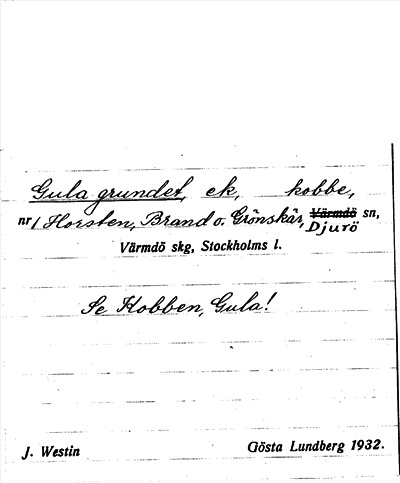 Gula grundet, ek, kobbe,
nr 1 Horsten, Brand o. Grönskär, Värmdö sn,
Djurö
Värmdö skg, Stockholms l.
Se Kobben, Gula!
J. Westin Gösta Lundberg 1932.